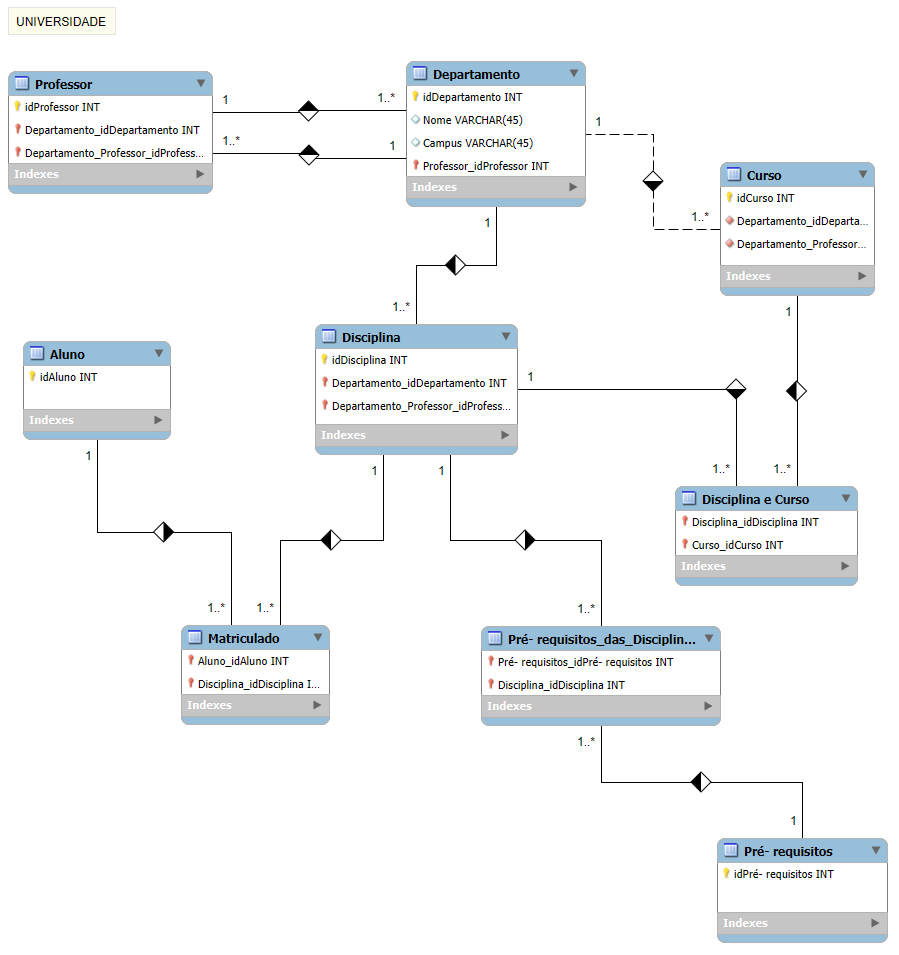 UNIVERSIDADE
Professor
idProfessor INT
Departamento_idDepartamento INT
Departamento_Professor_idProfess...
Indexes
1
1..*
1..*
1
Departamento
idDepartamento INT
Nome VARCHAR(45)
Campus VARCHAR(45)
Professor_idProfessor INT
Indexes
1
1..*
Curso
idCurso INT
Departamento_idDeparta...
Departamento_Professor...
Indexes
1
1..*
Disciplina
idDisciplina INT
Departamento_idDepartamento INT
Departamento_Professor_idProfess...
Indexes
Aluno
idAluno INT
Indexes
1
1
1..*
1..*
Disciplina e Curso
Disciplina_idDisciplina INT
Curso_idCurso INT
Indexes
1
1
1
1..*
1..*
1..*
Matriculado
Aluno_idAluno INT
Disciplina_idDisciplina I...
Indexes
Pré- requisitos_das_Disciplin...
Pré- requisitos_idPré- requisitos INT
Disciplina_idDisciplina INT
Indexes
1..*
1
Pré- requisitos
idPré- requisitos INT
Indexes